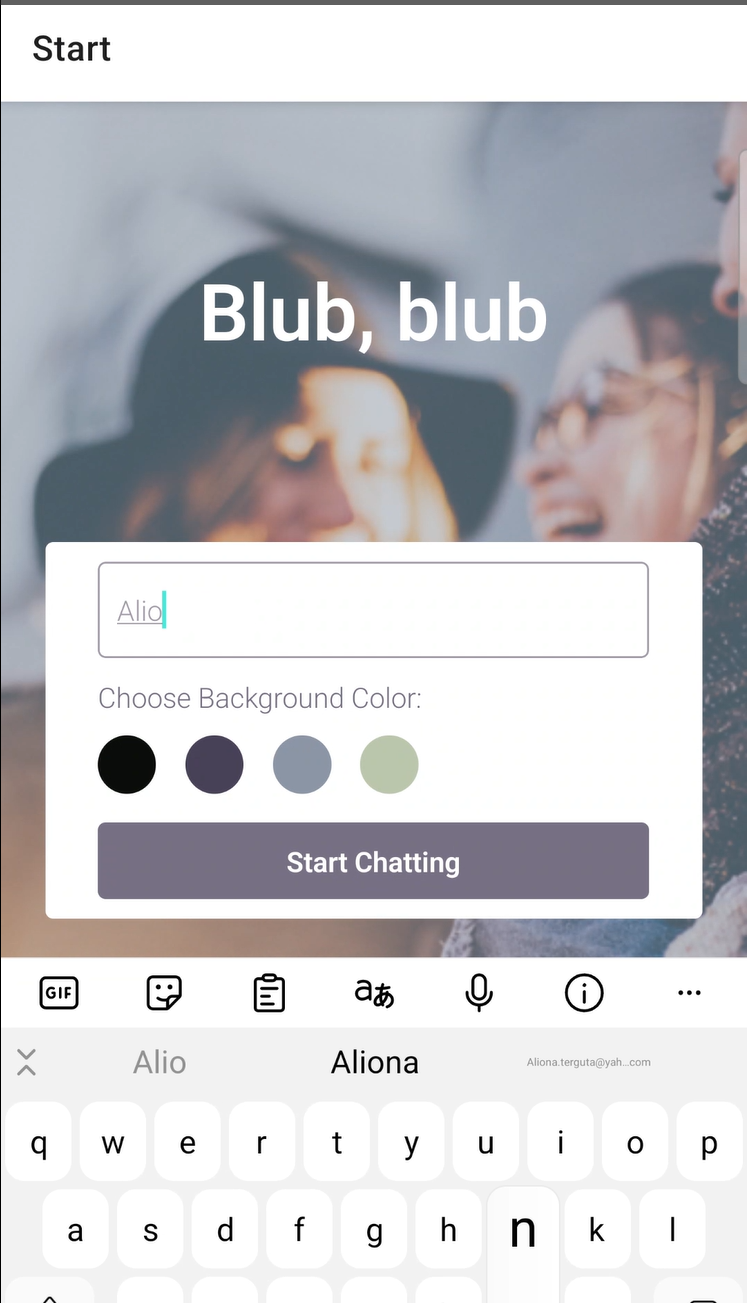 Start
Blub, blub
Alio
Choose Background Color:
Start Chatting
GIF aあ
Alio Aliona Aliona.terguta@yah...com
q w e r t y u i o p
a s d f g h n k l